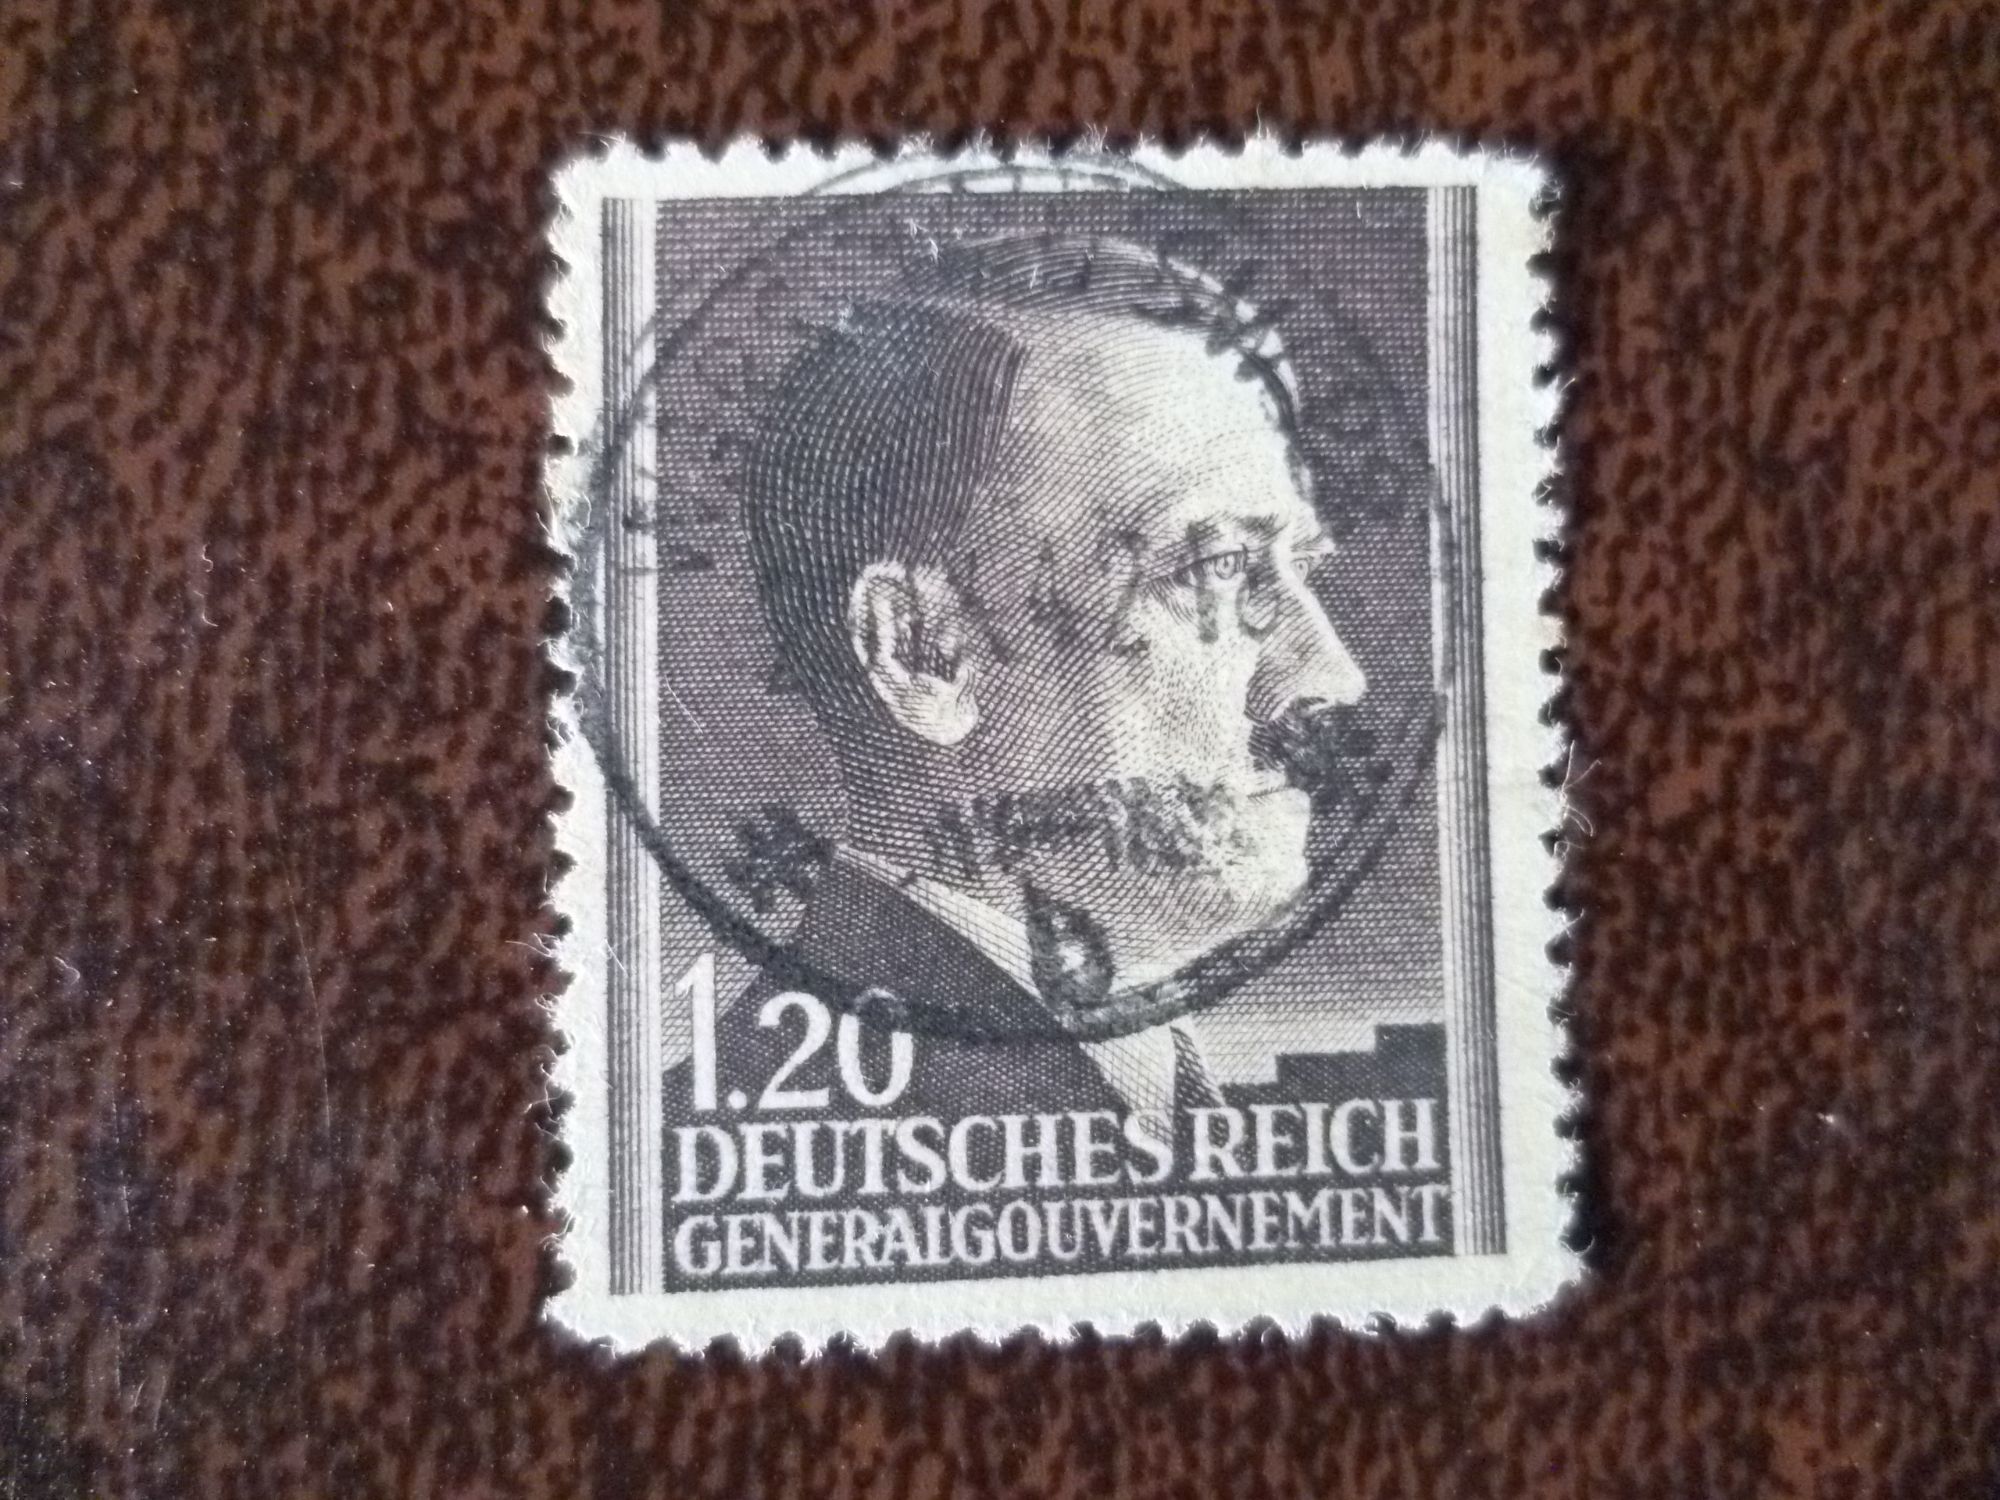 1.20
DEUTSCHES REICH
GENERALGOUVERNEMENT